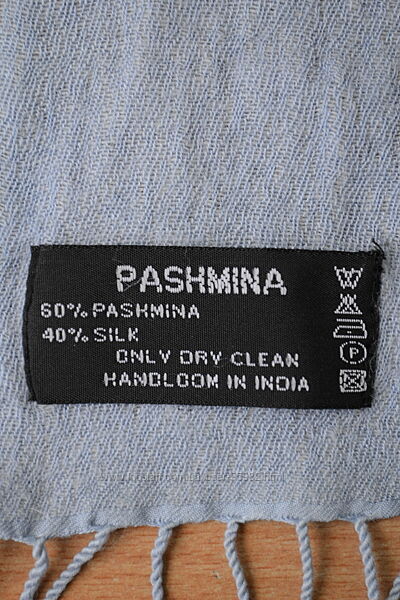 PASHMINA
60% PASHMINA
40% SILK
ONLY DRY CLEAN
HANDLOOM IN INDIA
P